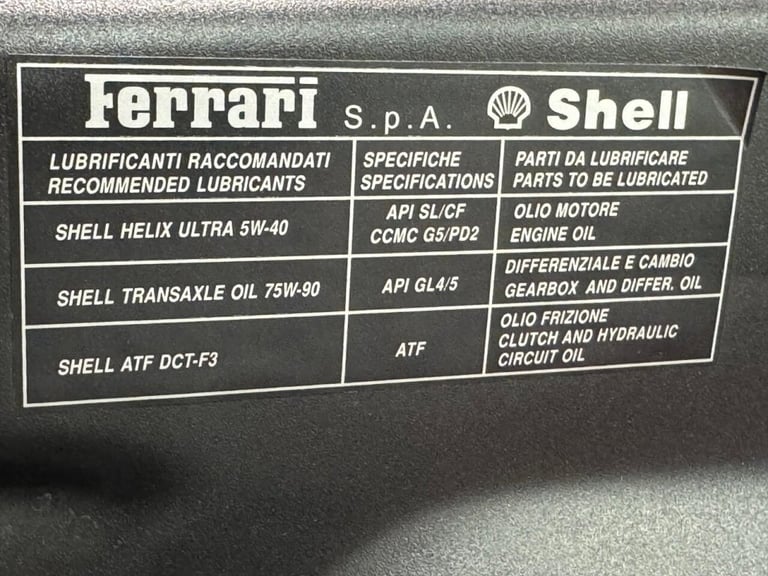 Ferrari S.p.A. Shell
LUBRIFICANTI RACCOMANDATI
RECOMMENDED LUBRICANTS
SPECIFICHE
SPECIFICATIONS
PARTI DA LUBRIFICARE
PARTS TO BE LUBRICATED
SHELL HELIX ULTRA 5W-40
API SL/CF
CCMC G5/PD2
OLIO MOTORE
ENGINE OIL
SHELL TRANSAXLE OIL 75W-90
API GL4/5
DIFFERENZIALE E CAMBIO
GEARBOX AND DIFFER. OIL
SHELL ATF DCT-F3
ATF
OLIO FRIZIONE
CLUTCH AND HYDRAULIC
CIRCUIT OIL